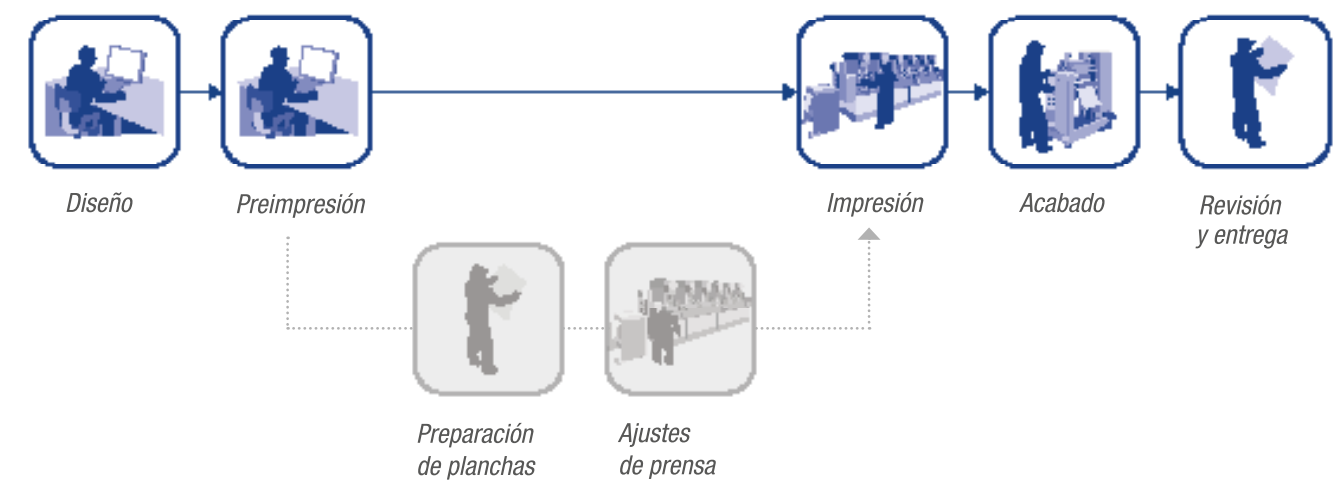 Diseño
Preimpresión
Impresión
Acabado
Revisión
y entrega
Preparación
de planchas
Ajustes
de prensa